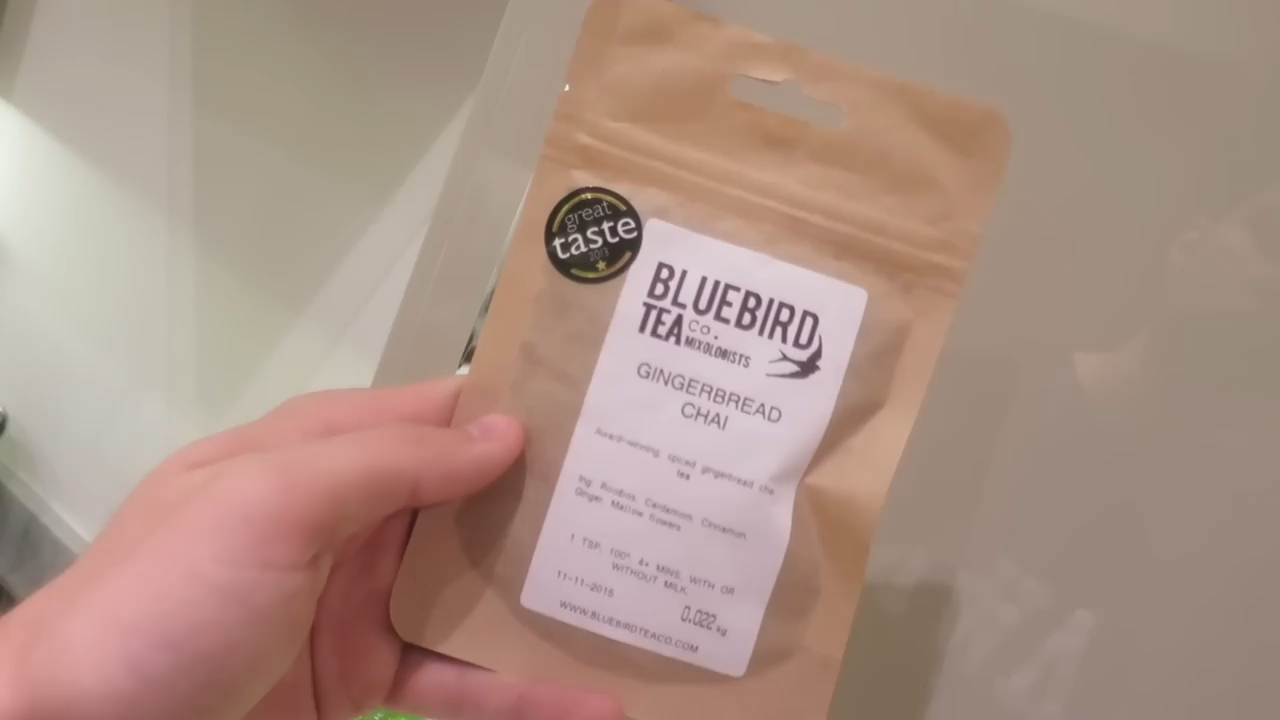 great
taste
2013
BLUEBIRD
TEA Co.
MIXOLOGISTS
GINGERBREAD
CHAI
Award-winning, spiced gingerbread chai
tea
Ing: Rooibos, Cardamom, Cinnamon,
Ginger, Mallow flowers
1 TSP, 100° 4+ MINS, WITH OR
WITHOUT MILK.
11-11-2015
0.022 kg
WWW.BLUEBIRDTEACO.COM